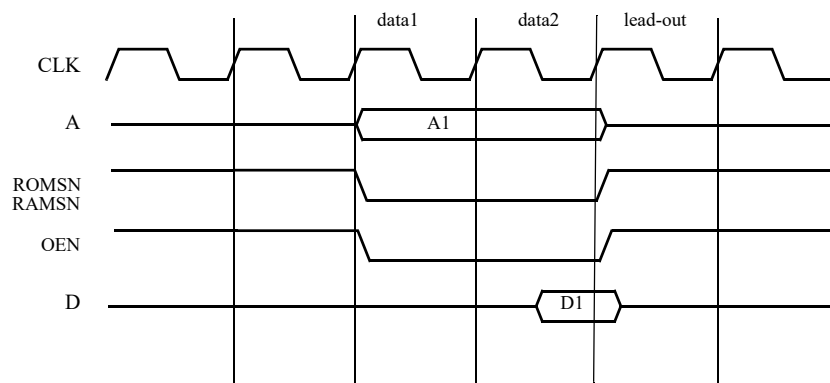 data1 data2 lead-out
CLK
A A1
ROMSN
RAMSN
OEN
D D1